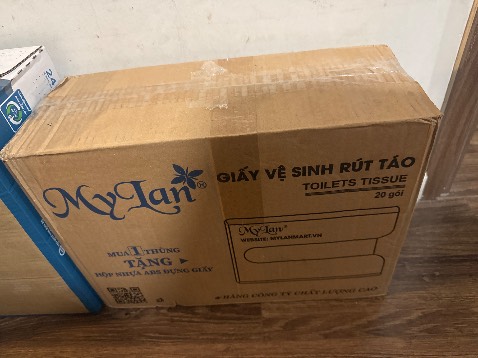 MyLan®
MUA 1 THÙNG
TẶNG
HỘP NHỰA ABS ĐỰNG GIẤY
GIẤY VỆ SINH RÚT TÁO
TOILETS TISSUE
20 gói
MyLan®
WEBSITE: MYLANMART.VN
HÀNG CÔNG TY CHẤT LƯỢNG CAO